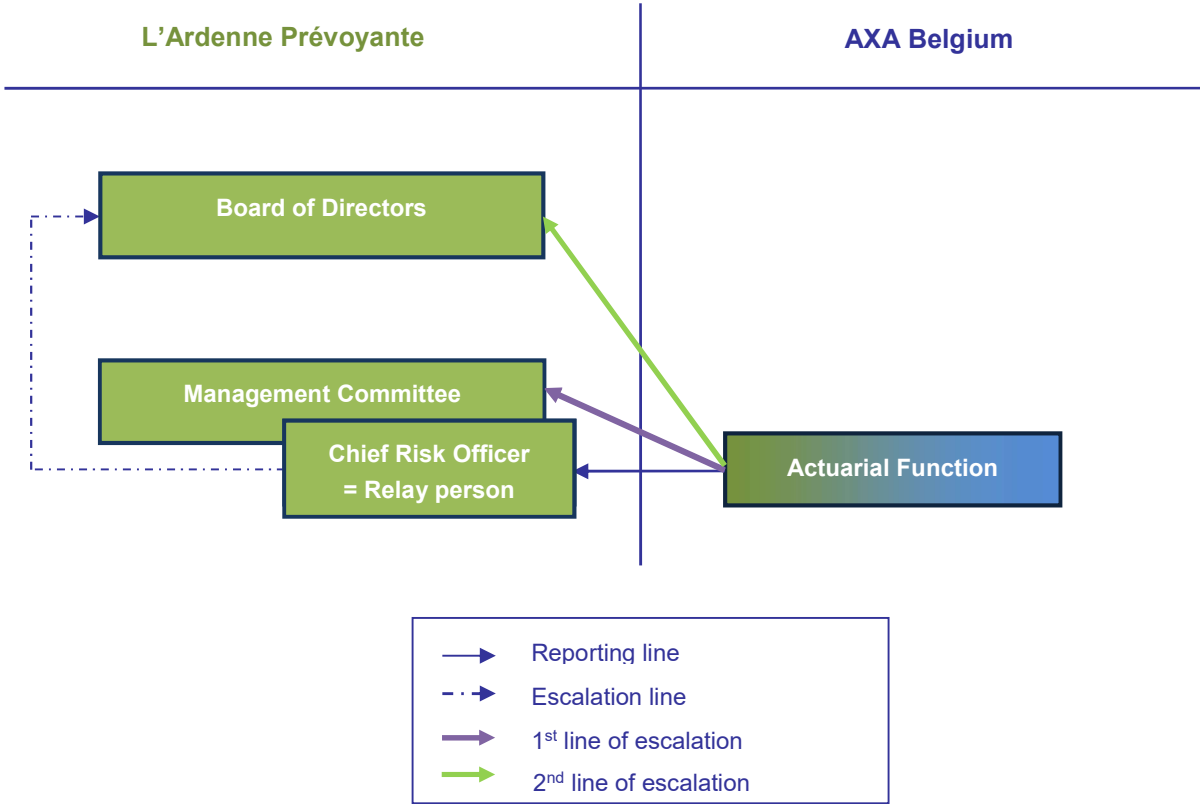 L’Ardenne Prévoyante
AXA Belgium
Board of Directors
Management Committee
Chief Risk Officer
= Relay person
Actuarial Function
Reporting line
Escalation line
1st line of escalation
2nd line of escalation